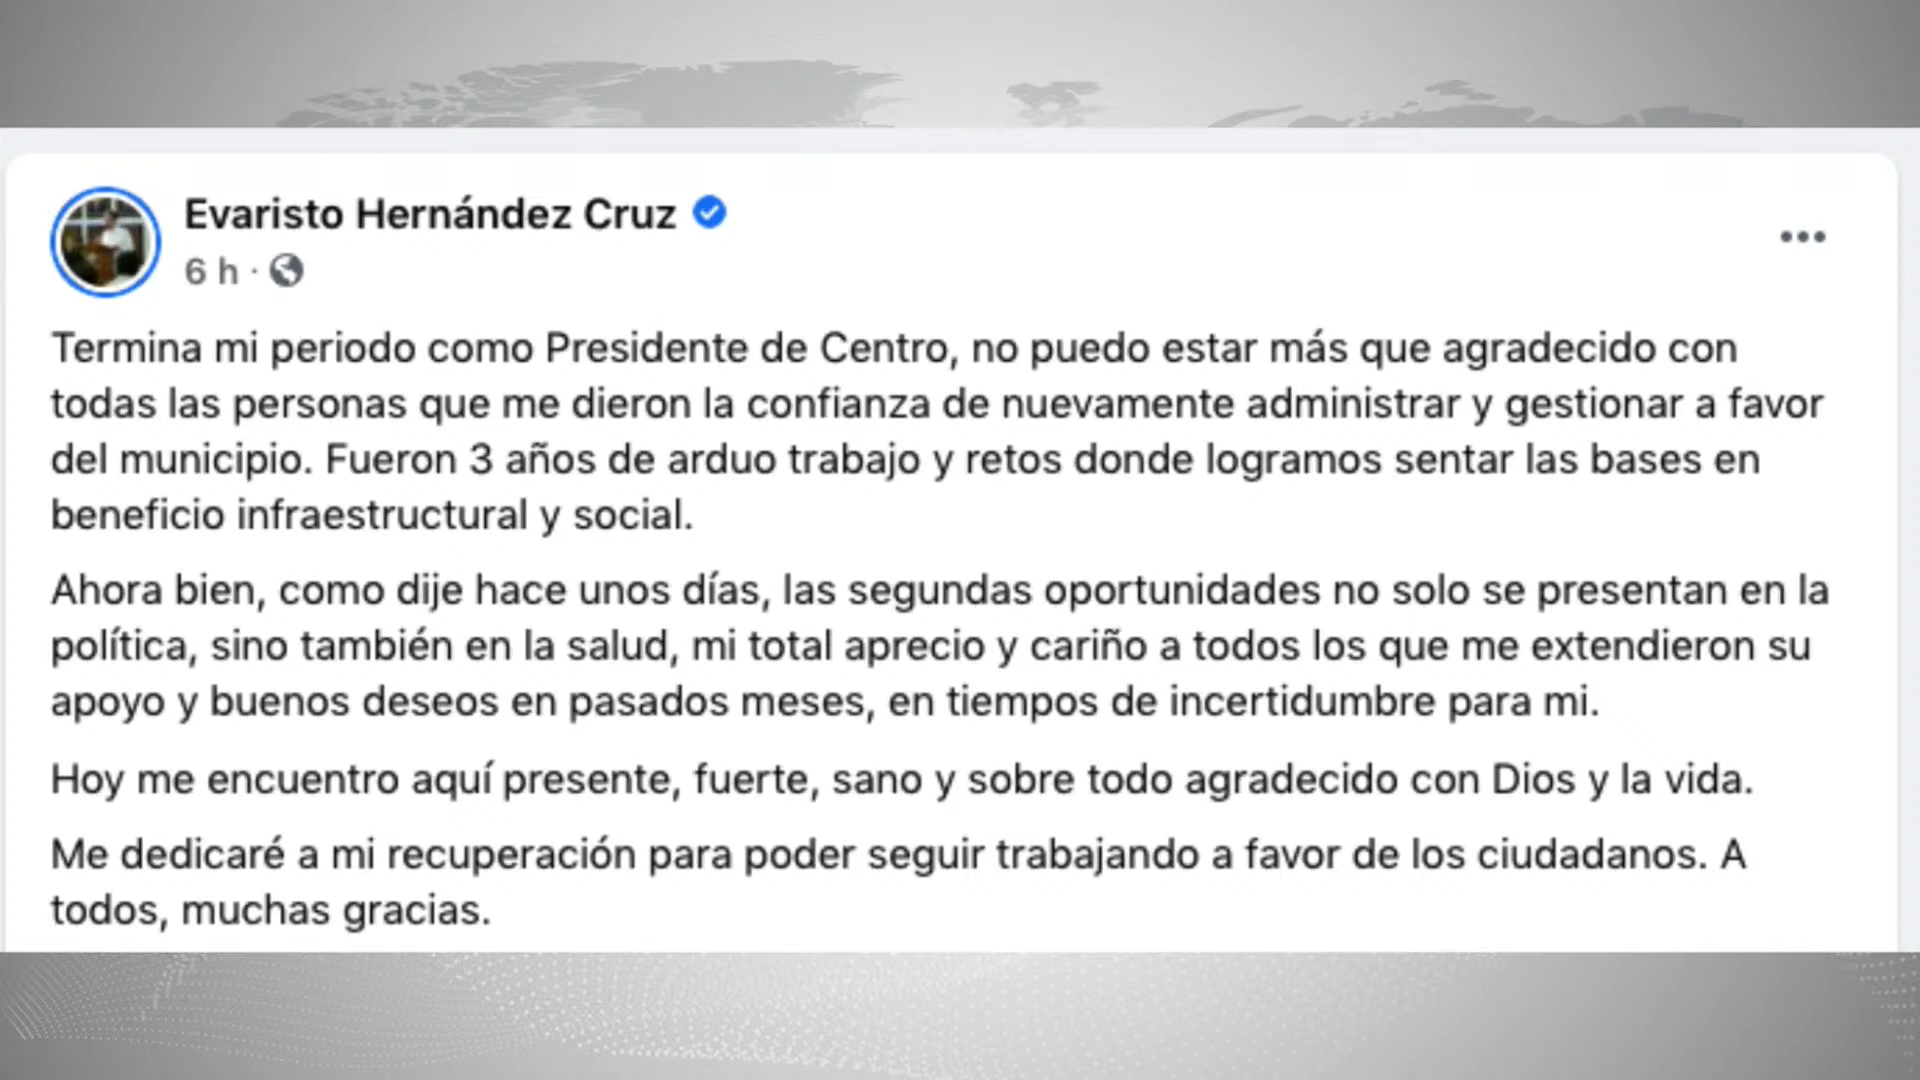 Evaristo Hernández Cruz
6 h ·
Termina mi periodo como Presidente de Centro, no puedo estar más que agradecido con
todas las personas que me dieron la confianza de nuevamente administrar y gestionar a favor
del municipio. Fueron 3 años de arduo trabajo y retos donde logramos sentar las bases en
beneficio infraestructural y social.
Ahora bien, como dije hace unos días, las segundas oportunidades no solo se presentan en la
política, sino también en la salud, mi total aprecio y cariño a todos los que me extendieron su
apoyo y buenos deseos en pasados meses, en tiempos de incertidumbre para mi.
Hoy me encuentro aquí presente, fuerte, sano y sobre todo agradecido con Dios y la vida.
Me dedicaré a mi recuperación para poder seguir trabajando a favor de los ciudadanos. A
todos, muchas gracias.